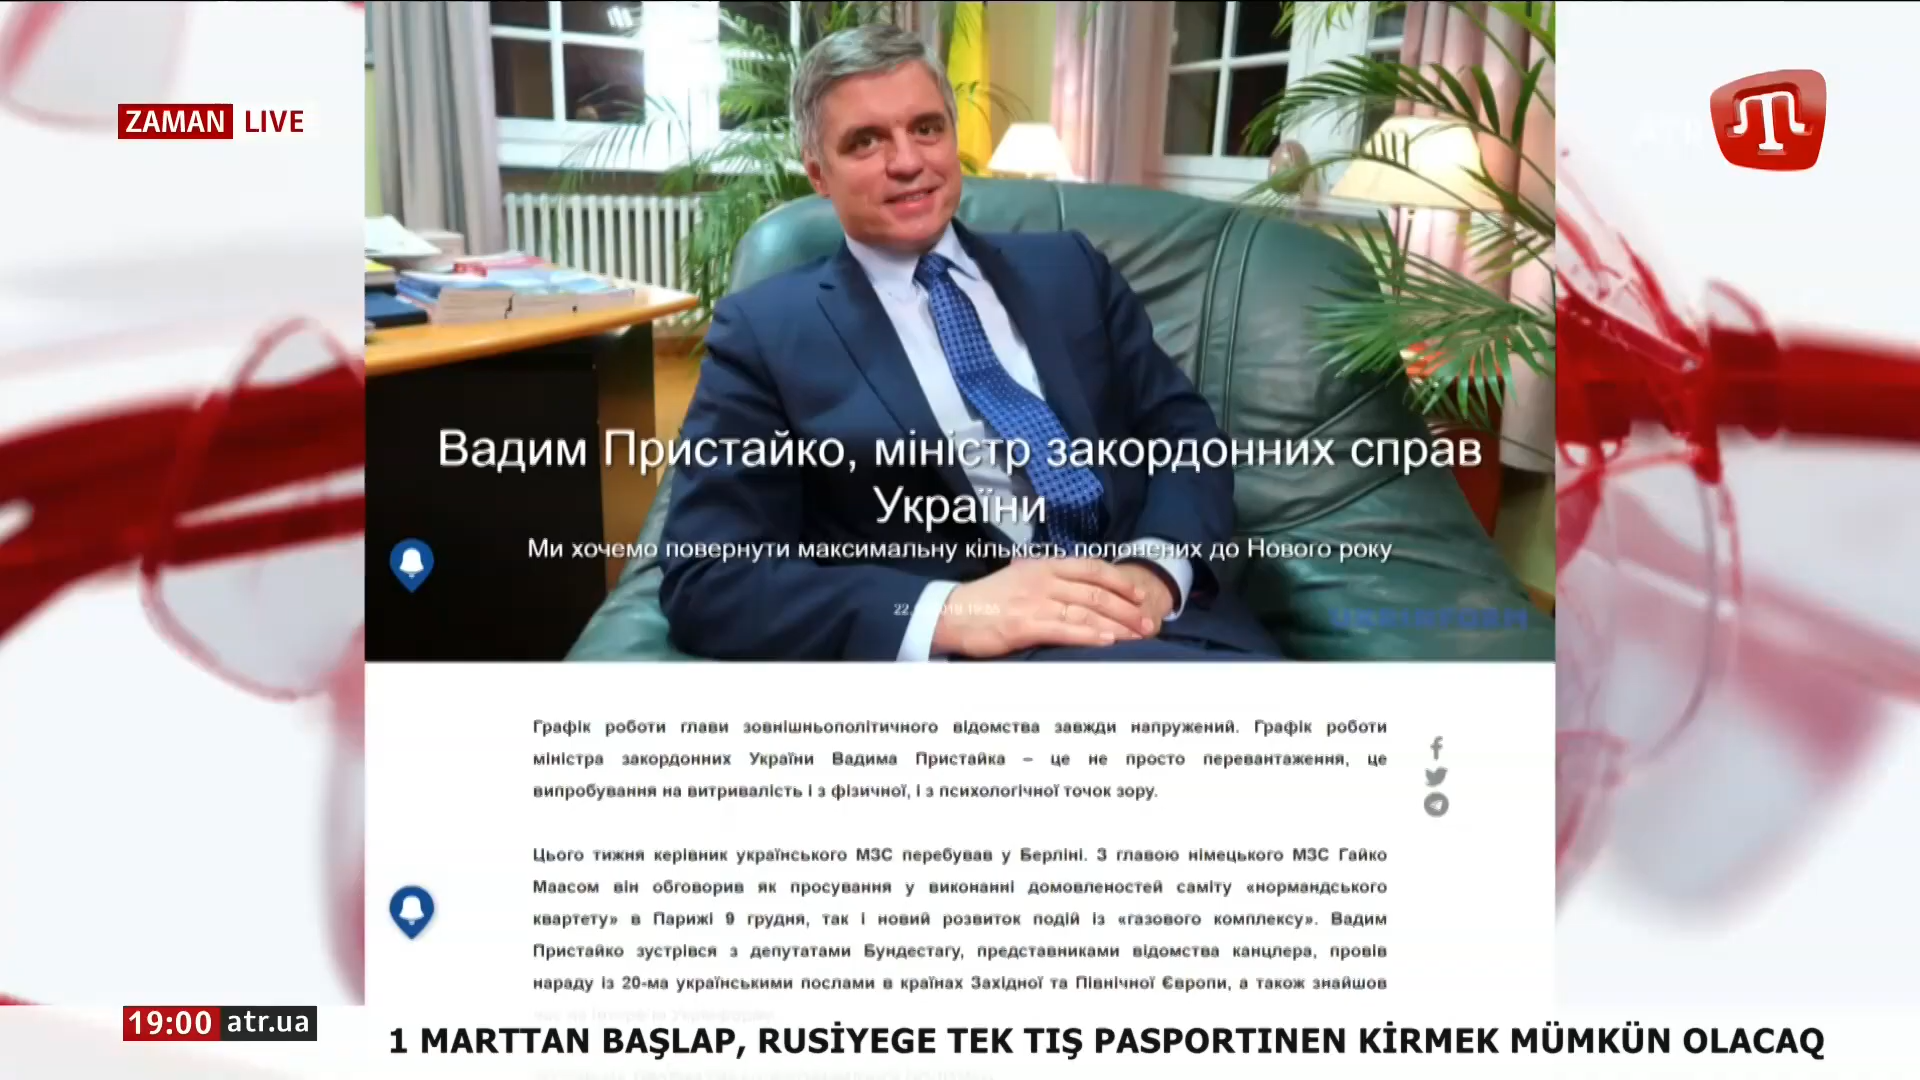 ZAMAN LIVE
ATR
Вадим Пристайко, міністр закордонних справ
України
Ми хочемо повернути максимальну кількість полонених до Нового року
UKRINFORM
Графік роботи глави зовнішньополітичного відомства завжди напружений. Графік роботи
міністра закордонних України Вадима Пристайка – це не просто перевантаження, це
випробування на витривалість і з фізичної, і з психологічної точок зору.
Цього тижня керівник українського МЗС перебував у Берліні. З главою німецького МЗС Гайко
Маасом він обговорив як просування у виконанні домовленостей саміту «нормандського
квартету» в Парижі 9 грудня, так і новий розвиток подій із «газового комплексу». Вадим
Пристайко зустрівся з депутатами Бундестагу, представниками відомства канцлера, провів
нараду із 20-ма українськими послами в країнах Західної та Північної Європи, а також знайшов
19:00 atr.ua
1 MARTTAN BAŞLAP, RUSİYEGE TEK TIŞ PASPORTINEN KİRMEK MÜMKÜN OLACAQ